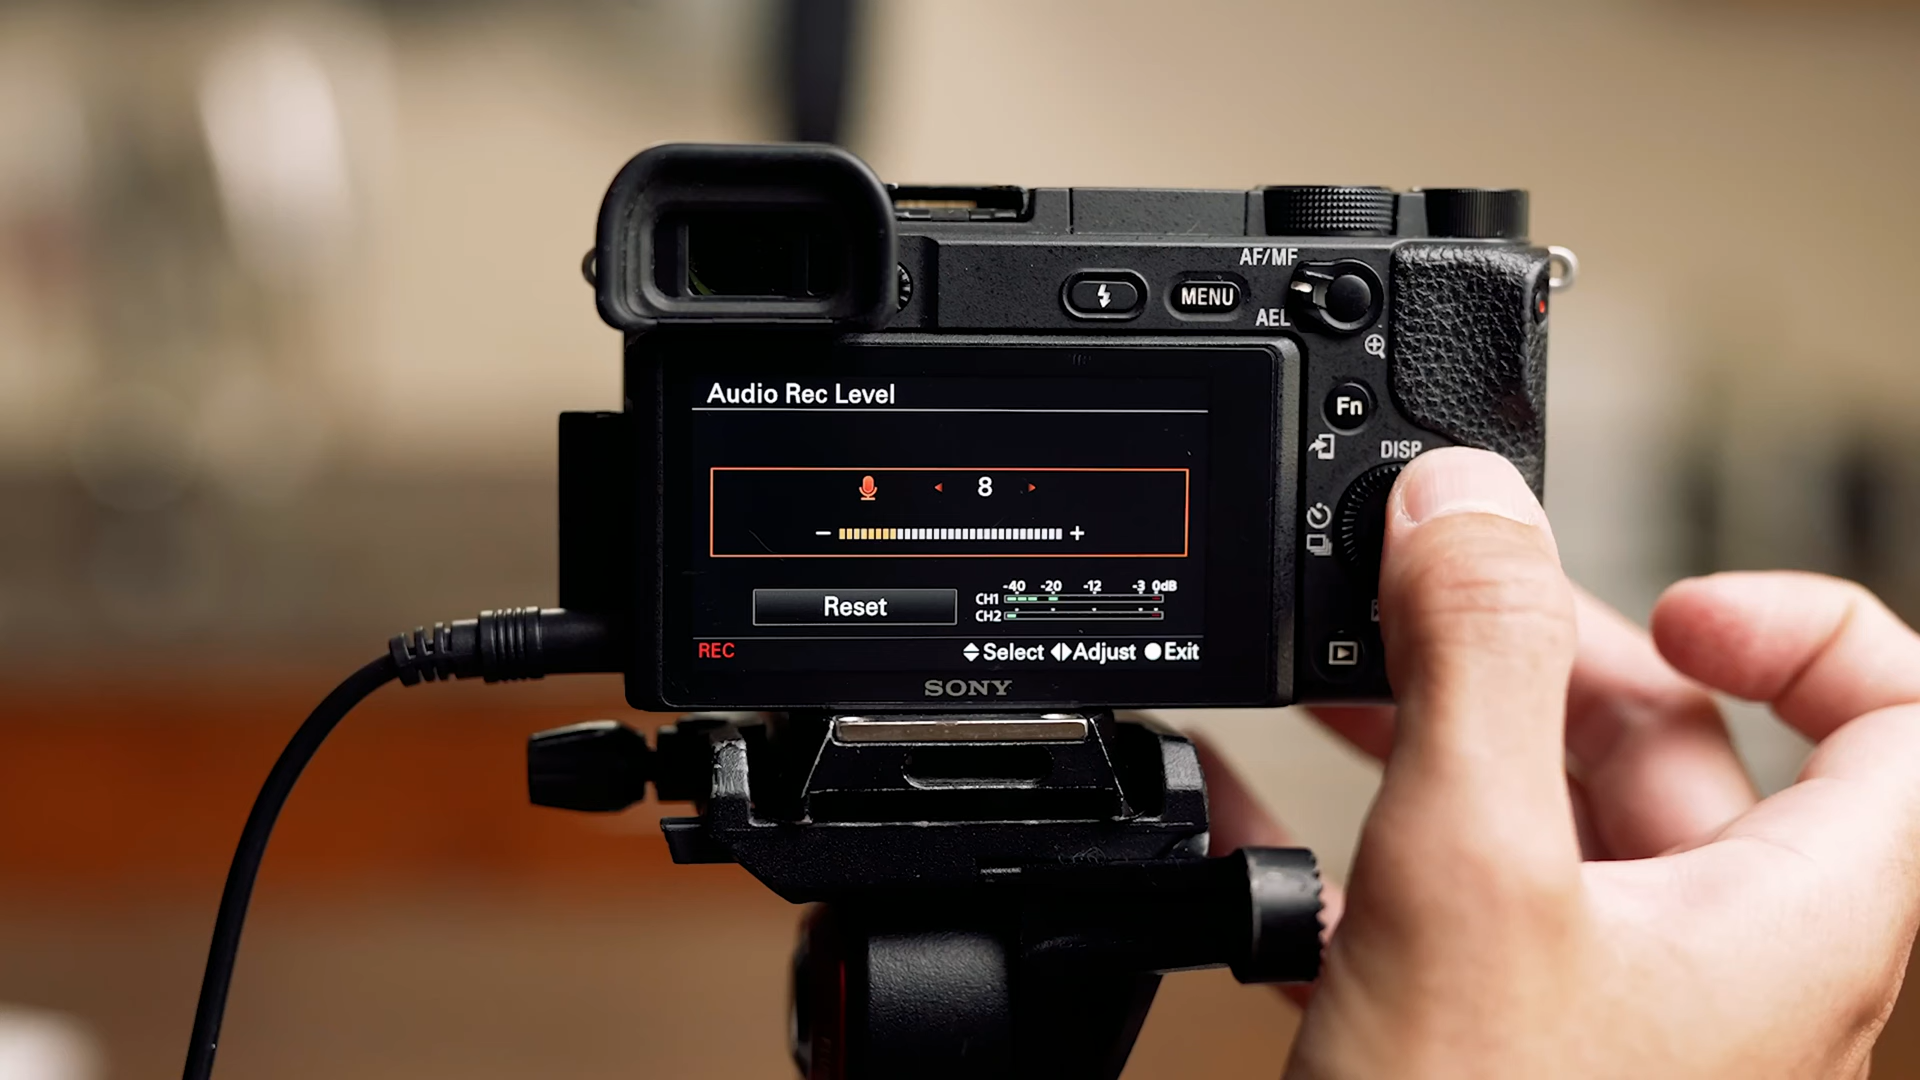 AF/MF
MENU
AEL
Audio Rec Level
Fn
DISP
8
− +
-40 -20 -12 -3 0dB
CH1
Reset
CH2
REC
Select Adjust Exit
SONY